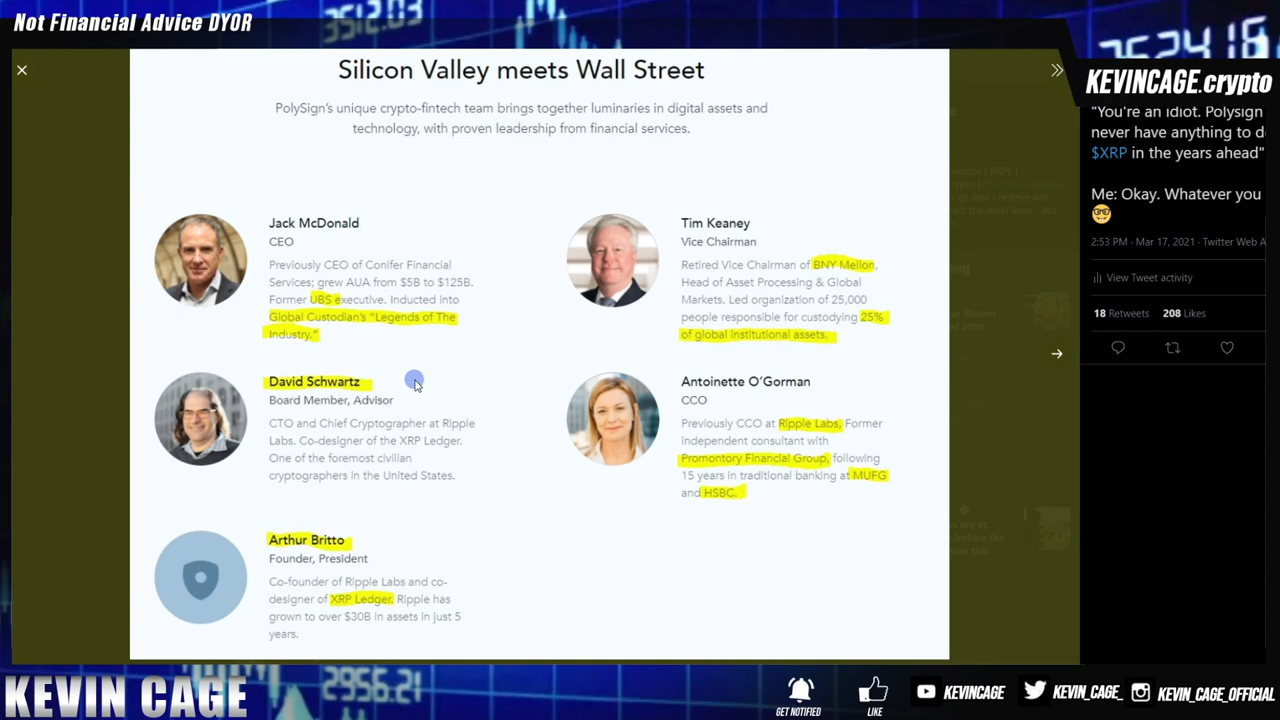 Not Financial Advice DYOR
Silicon Valley meets Wall Street
PolySign's unique crypto-fintech team brings together luminaries in digital assets and
technology, with proven leadership from financial services.
Jack McDonald
CEO
Previously CEO of Conifer Financial
Services; grew AUA from $5B to $125B.
Former UBS executive. Inducted into
Global Custodian's "Legends of The
Industry."
Tim Keaney
Vice Chairman
Retired Vice Chairman of BNY Mellon,
Head of Asset Processing & Global
Markets. Led organization of 25,000
people responsible for custodying 25%
of global institutional assets.
David Schwartz
Board Member, Advisor
CTO and Chief Cryptographer at Ripple
Labs. Co-designer of the XRP Ledger.
One of the foremost civilian
cryptographers in the United States.
Antoinette O'Gorman
CCO
Previously CCO at Ripple Labs, Former
independent consultant with
Promontory Financial Group, following
15 years in traditional banking at MUFG
and HSBC.
Arthur Britto
Founder, President
Co-founder of Ripple Labs and co-
designer of XRP Ledger. Ripple has
grown to over $30B in assets in just 5
years.
KEVINCAGE.crypto
"You're an idiot. Polysign
never have anything to d
$XRP in the years ahead"
Me: Okay. Whatever you
2:53 PM · Mar 17, 2021 · Twitter Web A
View Tweet activity
18 Retweets 208 Likes
KEVIN CAGE
2956.21
GET NOTIFIED
LIKE
KEVINCAGE
KEVIN_CAGE_
KEVIN_CAGE_OFFICIAL